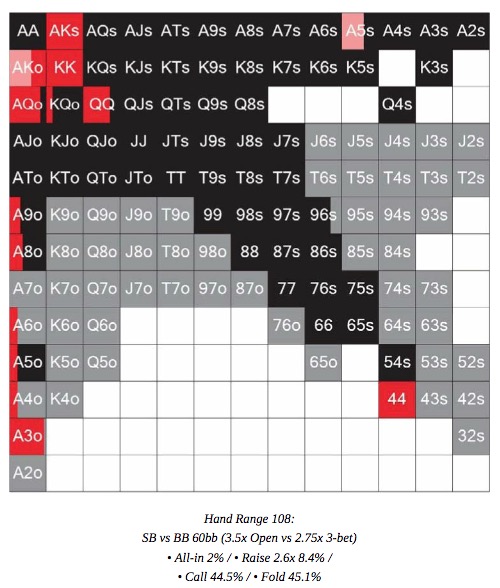 AA AKs AQs AJs ATs A9s A8s A7s A6s A5s A4s A3s A2s
AKo KK KQs KJs KTs K9s K8s K7s K6s K5s K3s
AQo KQo QQ QJs QTs Q9s Q8s Q4s
AJo KJo QJo JJ JTs J9s J8s J7s J6s J5s J4s J3s J2s
ATo KTo QTo JTo TT T9s T8s T7s T6s T5s T4s T3s T2s
A9o K9o Q9o J9o T9o 99 98s 97s 96s 95s 94s 93s
A8o K8o Q8o J8o T8o 98o 88 87s 86s 85s 84s
A7o K7o Q7o J7o T7o 97o 87o 77 76s 75s 74s 73s
A6o K6o Q6o 76o 66 65s 64s 63s
A5o K5o Q5o 65o 54s 53s 52s
A4o K4o 44 43s 42s
A3o 32s
A2o
Hand Range 108:
SB vs BB 60bb (3.5x Open vs 2.75x 3-bet)
• All-in 2% / • Raise 2.6x 8.4% /
• Call 44.5% / • Fold 45.1%